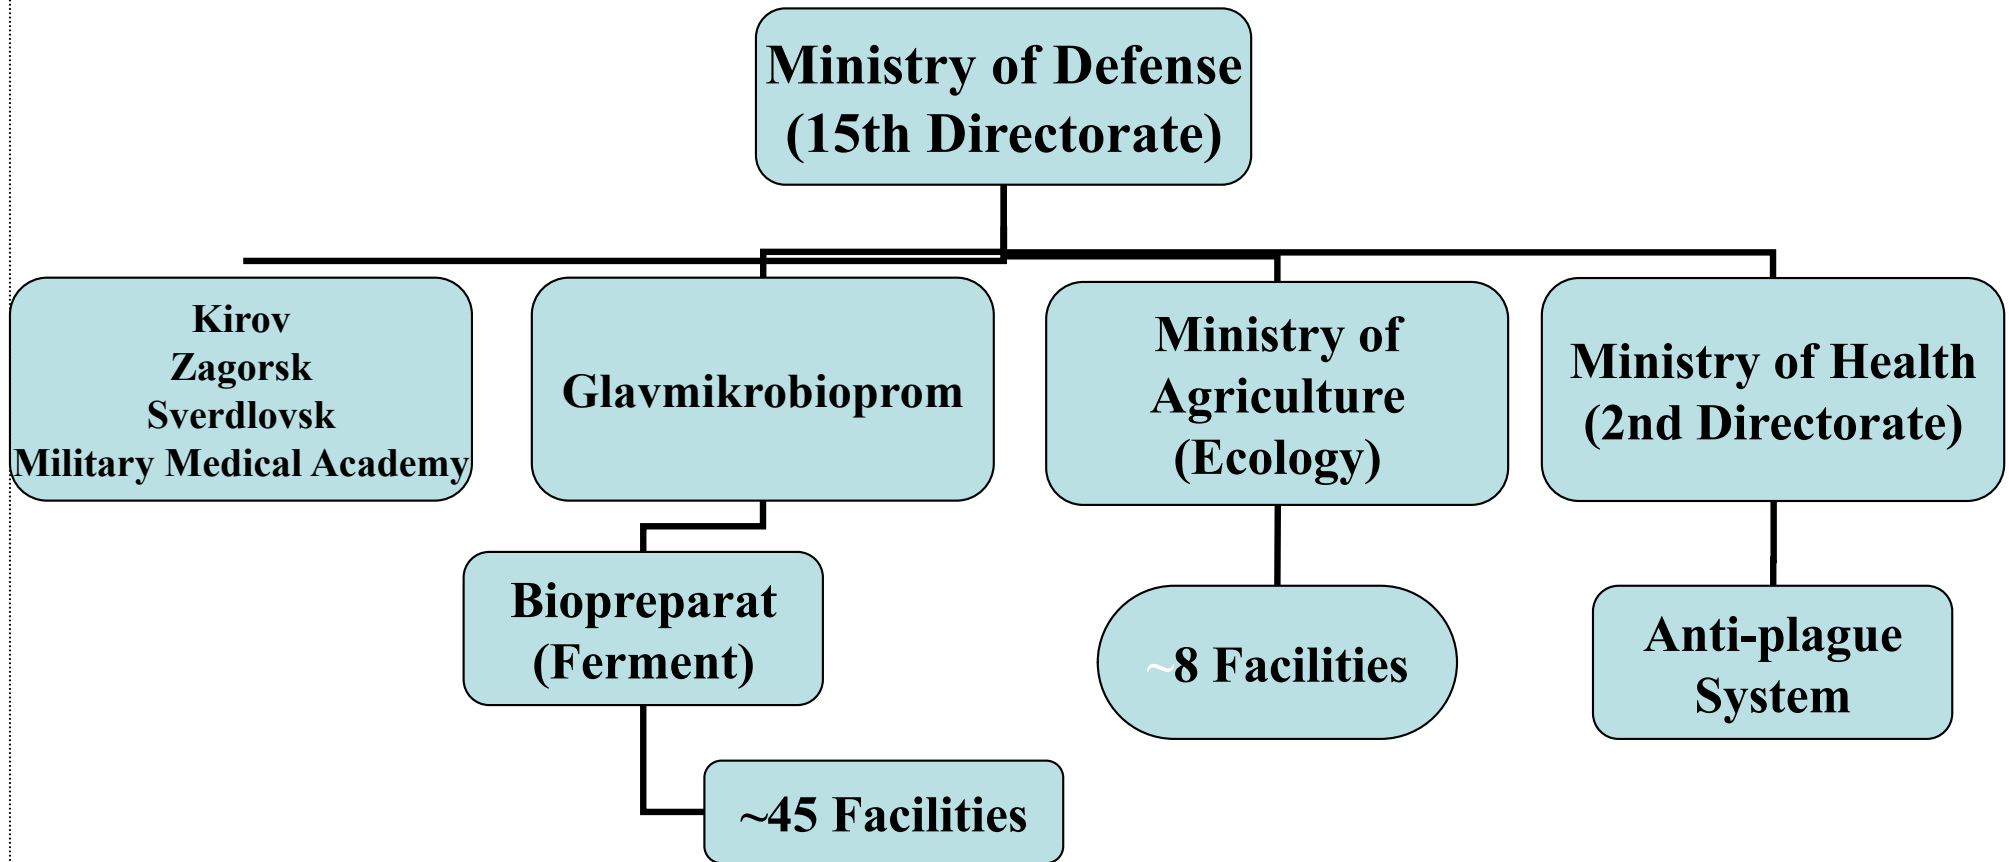 Ministry of Defense
(15th Directorate)
Kirov
Zagorsk
Sverdlovsk
Military Medical Academy
Glavmikrobioprom
Ministry of
Agriculture
(Ecology)
Ministry of Health
(2nd Directorate)
Biopreparat
(Ferment)
~8 Facilities
Anti-plague
System
~45 Facilities